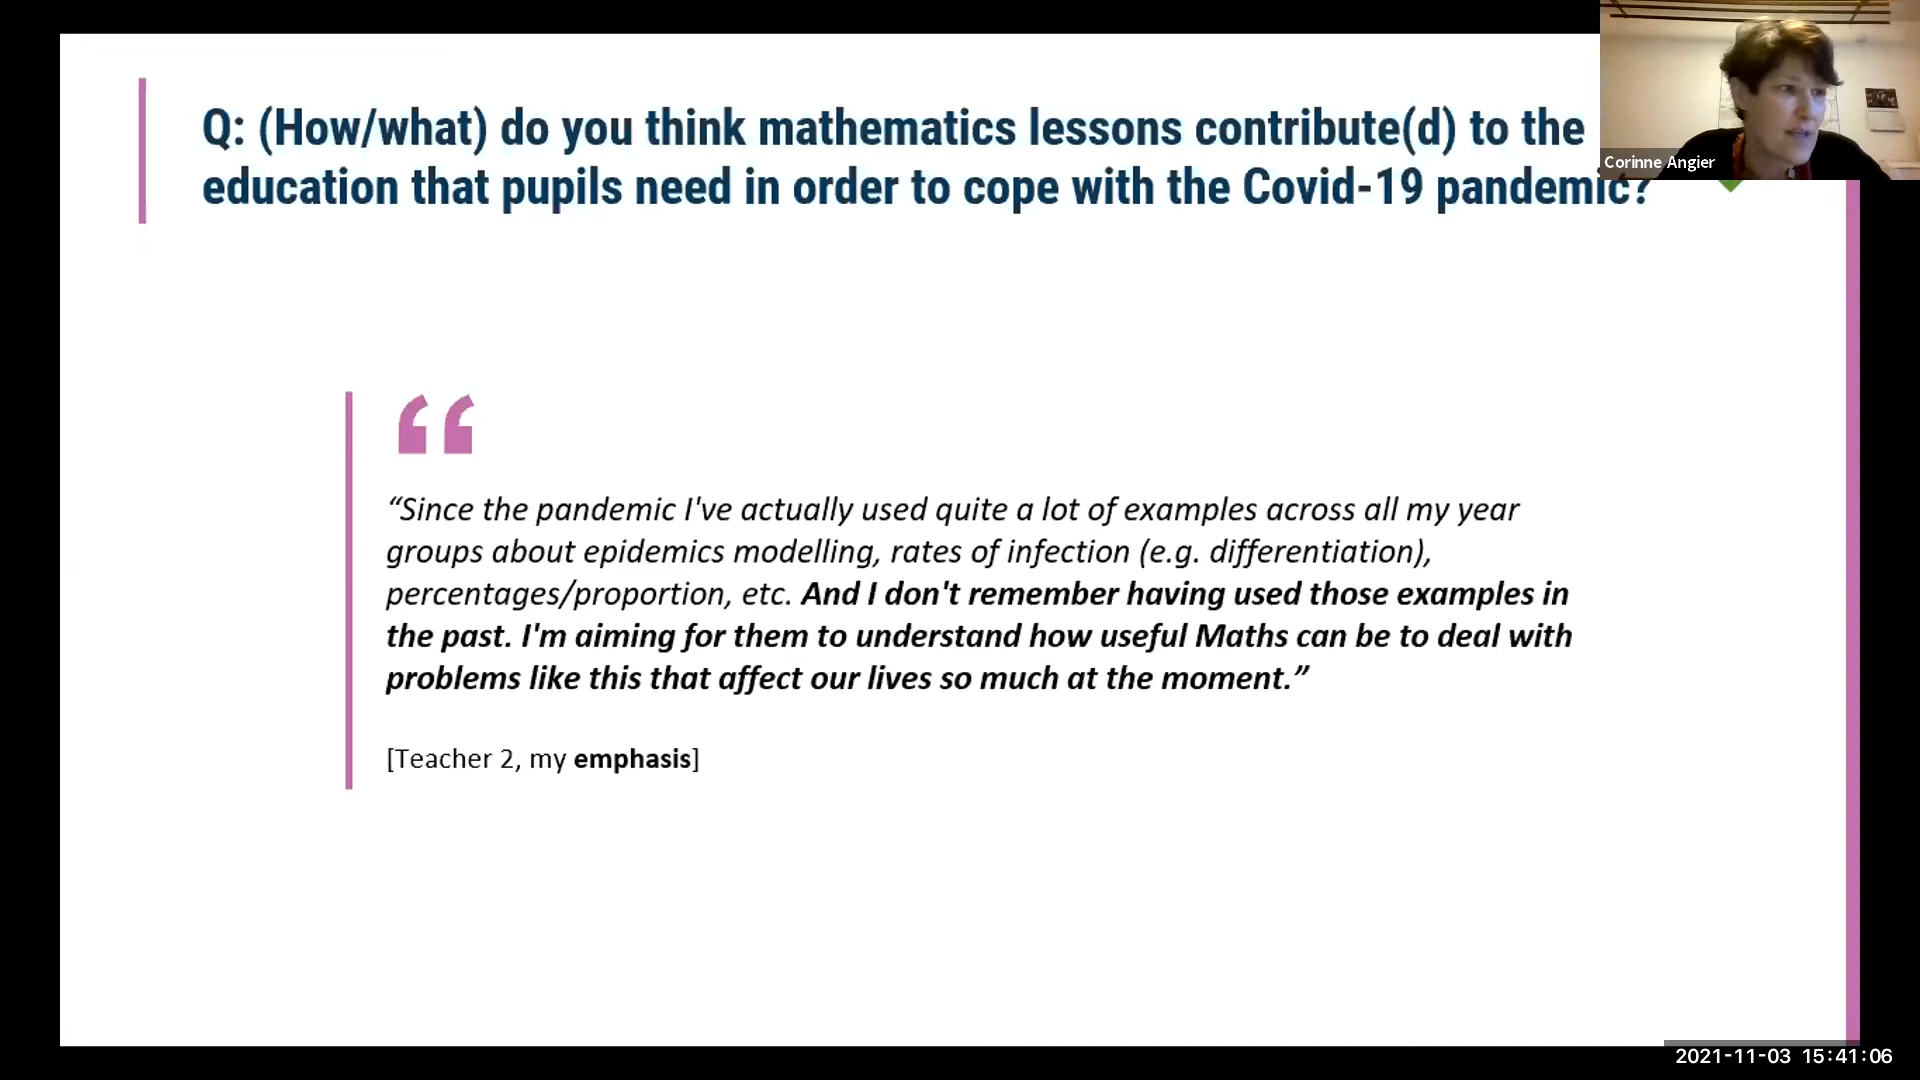 Q: (How/what) do you think mathematics lessons contribute(d) to the
education that pupils need in order to cope with the Covid-19 pandemic?
Corinne Angier
“Since the pandemic I've actually used quite a lot of examples across all my year
groups about epidemics modelling, rates of infection (e.g. differentiation),
percentages/proportion, etc. And I don't remember having used those examples in
the past. I'm aiming for them to understand how useful Maths can be to deal with
problems like this that affect our lives so much at the moment.”
[Teacher 2, my emphasis]
2021-11-03 15:41:06